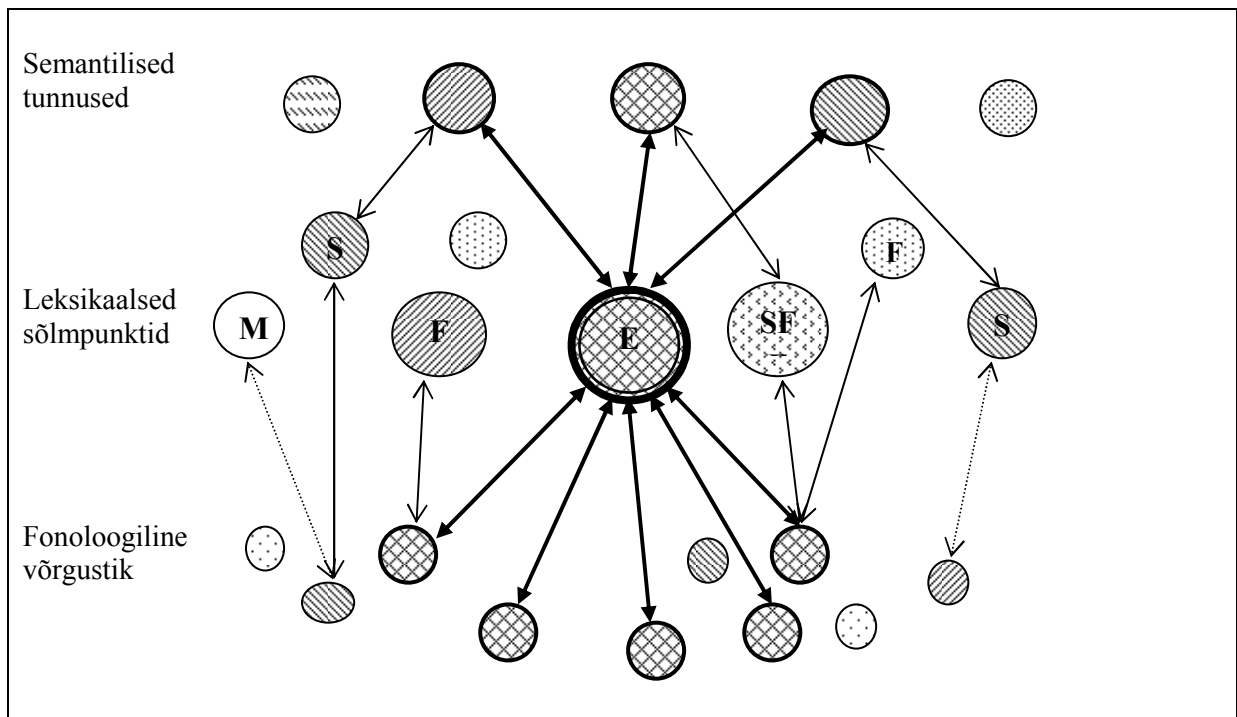 Semantilised
tunnused
S
F
Leksikaalsed
sõlmpunktid
M
F
E
SF
→
S
Fonoloogiline
võrgustik